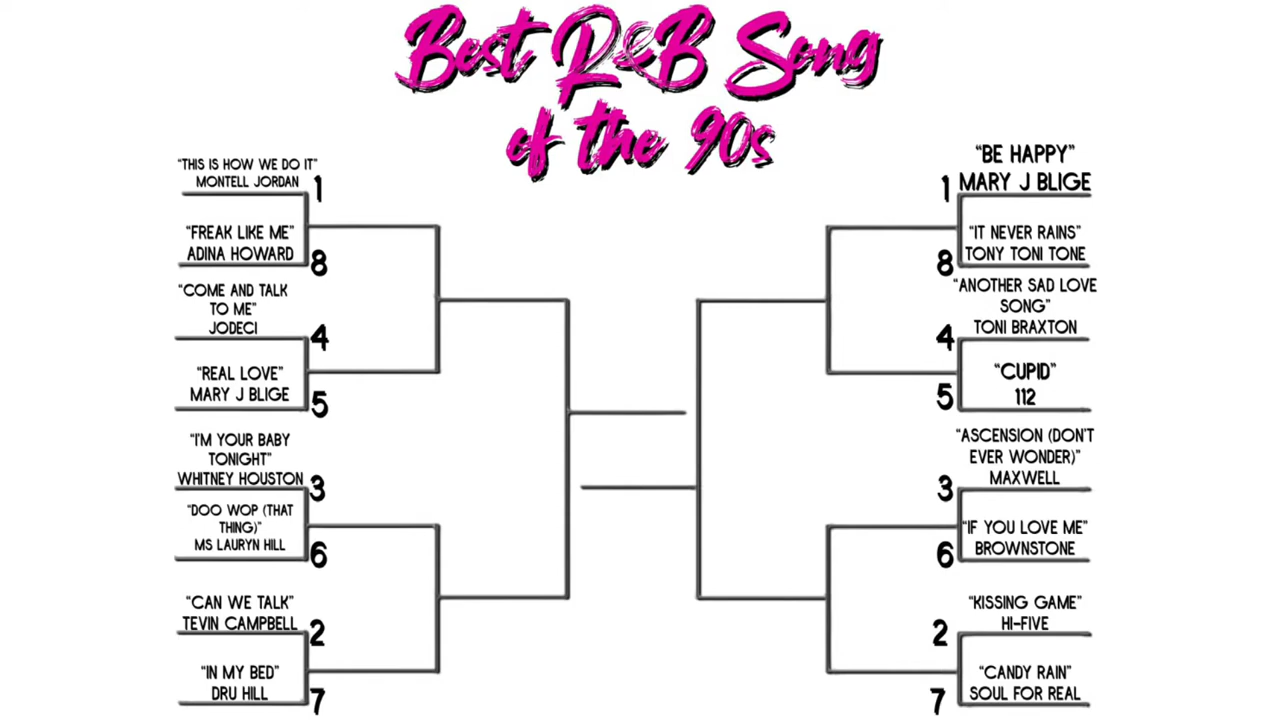 Best R&B Song
of the 90s
“THIS IS HOW WE DO IT”
MONTELL JORDAN
1
“FREAK LIKE ME”
ADINA HOWARD
8
“COME AND TALK
TO ME”
JODECI
4
“REAL LOVE”
MARY J BLIGE
5
“I'M YOUR BABY
TONIGHT”
WHITNEY HOUSTON
3
“DOO WOP (THAT
THING)”
MS LAURYN HILL
6
“CAN WE TALK”
TEVIN CAMPBELL
2
“IN MY BED”
DRU HILL
7
“BE HAPPY”
1 MARY J BLIGE
“IT NEVER RAINS”
TONY TONI TONE
8
“ANOTHER SAD LOVE
SONG”
TONI BRAXTON
4
“CUPID”
112
5
“ASCENSION (DON'T
EVER WONDER)”
MAXWELL
3
“IF YOU LOVE ME”
BROWNSTONE
6
“KISSING GAME”
HI-FIVE
2
“CANDY RAIN”
SOUL FOR REAL
7